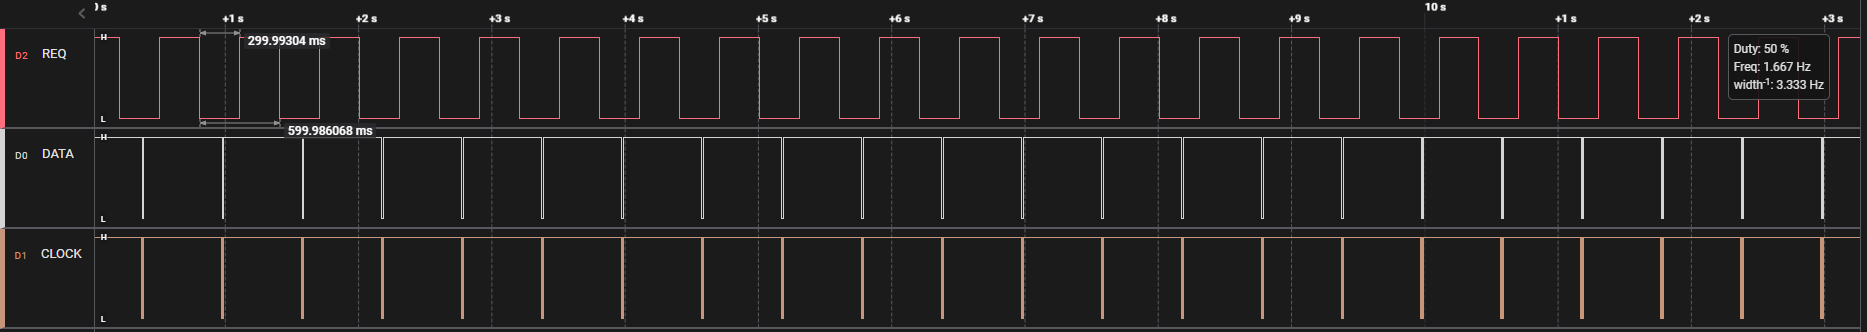 0 s
+1 s +2 s +3 s +4 s +5 s +6 s +7 s +8 s +9 s 10 s +1 s +2 s +3 s
D2 REQ H L
299.99304 ms
599.986068 ms
Duty: 50 %
Freq: 1.667 Hz
width⁻¹: 3.333 Hz
D0 DATA H L
D1 CLOCK H L